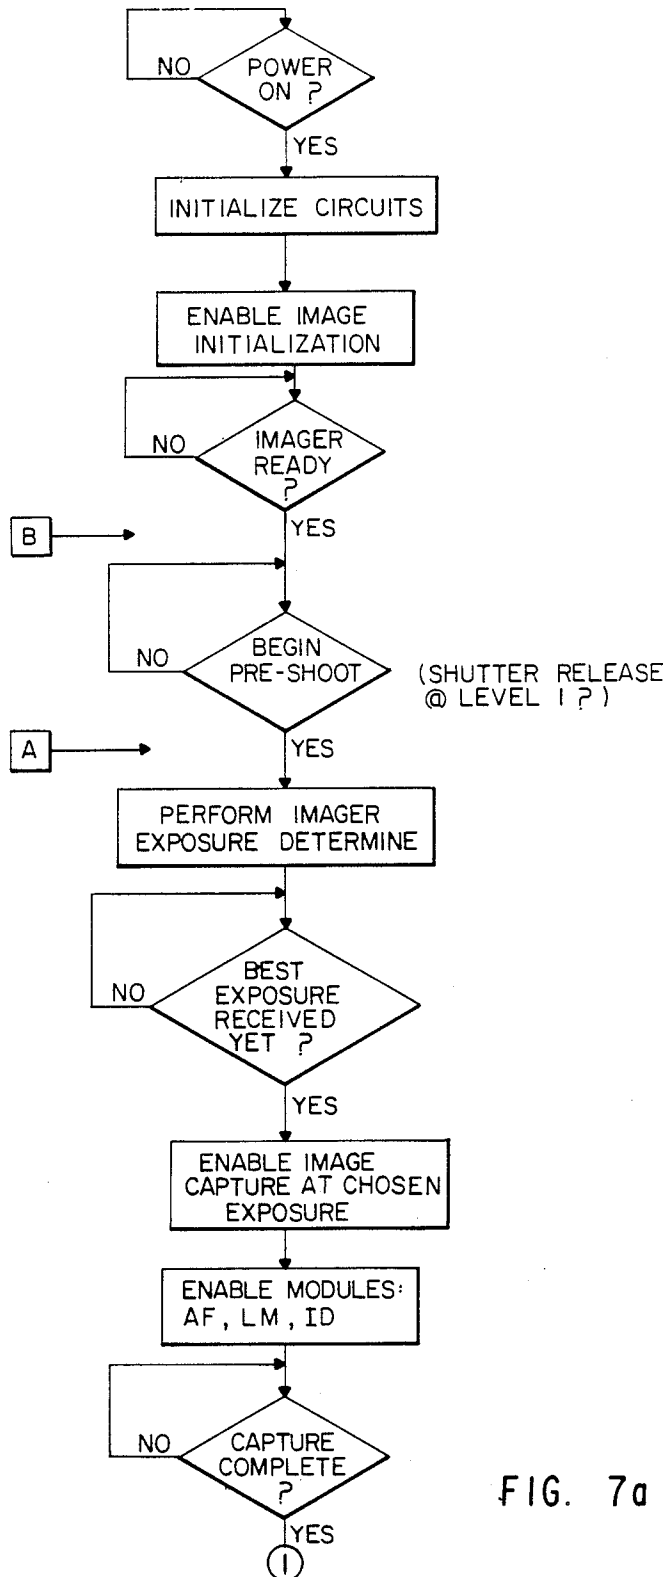 POWER
ON ?
NO
YES
INITIALIZE CIRCUITS
ENABLE IMAGE
INITIALIZATION
IMAGER
READY
?
NO
YES
B
BEGIN
PRE-SHOOT
NO
(SHUTTER RELEASE
@ LEVEL 1 ?)
YES
A
PERFORM IMAGER
EXPOSURE DETERMINE
BEST
EXPOSURE
RECEIVED
YET ?
NO
YES
ENABLE IMAGE
CAPTURE AT CHOSEN
EXPOSURE
ENABLE MODULES:
AF, LM, ID
CAPTURE
COMPLETE
?
NO
YES
1
FIG. 7a